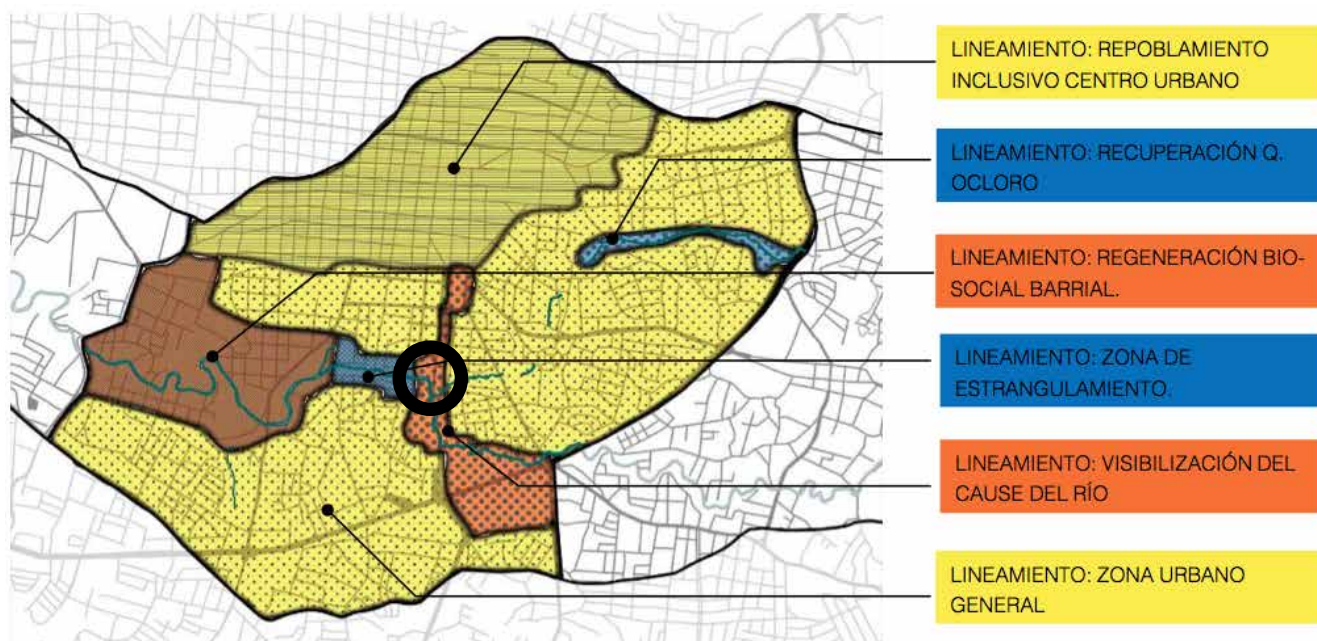 LINEAMIENTO: REPOBLAMIENTO
INCLUSIVO CENTRO URBANO
LINEAMIENTO: RECUPERACIÓN Q.
OCLORO
LINEAMIENTO: REGENERACIÓN BIO-
SOCIAL BARRIAL.
LINEAMIENTO: ZONA DE
ESTRANGULAMIENTO.
LINEAMIENTO: VISIBILIZACIÓN DEL
CAUSE DEL RÍO
LINEAMIENTO: ZONA URBANO
GENERAL